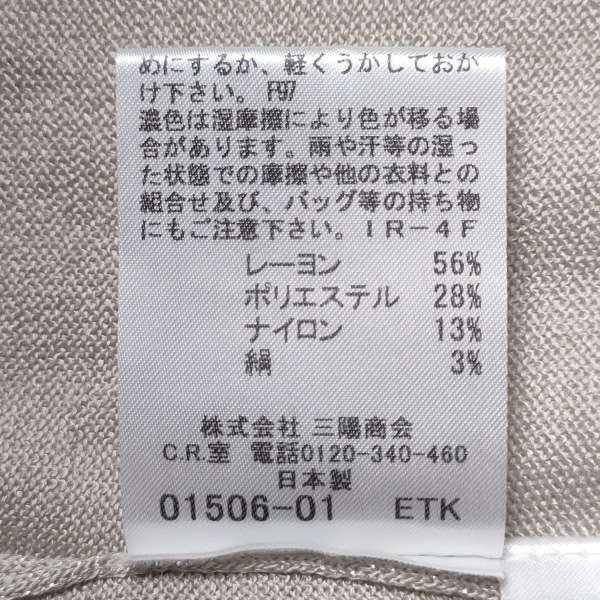 めにするか、軽くうかしておか
け下さい。 F97
濃色は湿摩擦により色が移る場
合があります。雨や汗等の湿っ
た状態での摩擦や他の衣料との
組合せ及び、バッグ等の持ち物
にもご注意下さい。IR-4F
レーヨン 56%
ポリエステル 28%
ナイロン 13%
絹 3%
株式会社 三陽商会
C.R.室 電話0120-340-460
日本製
01506-01 ETK